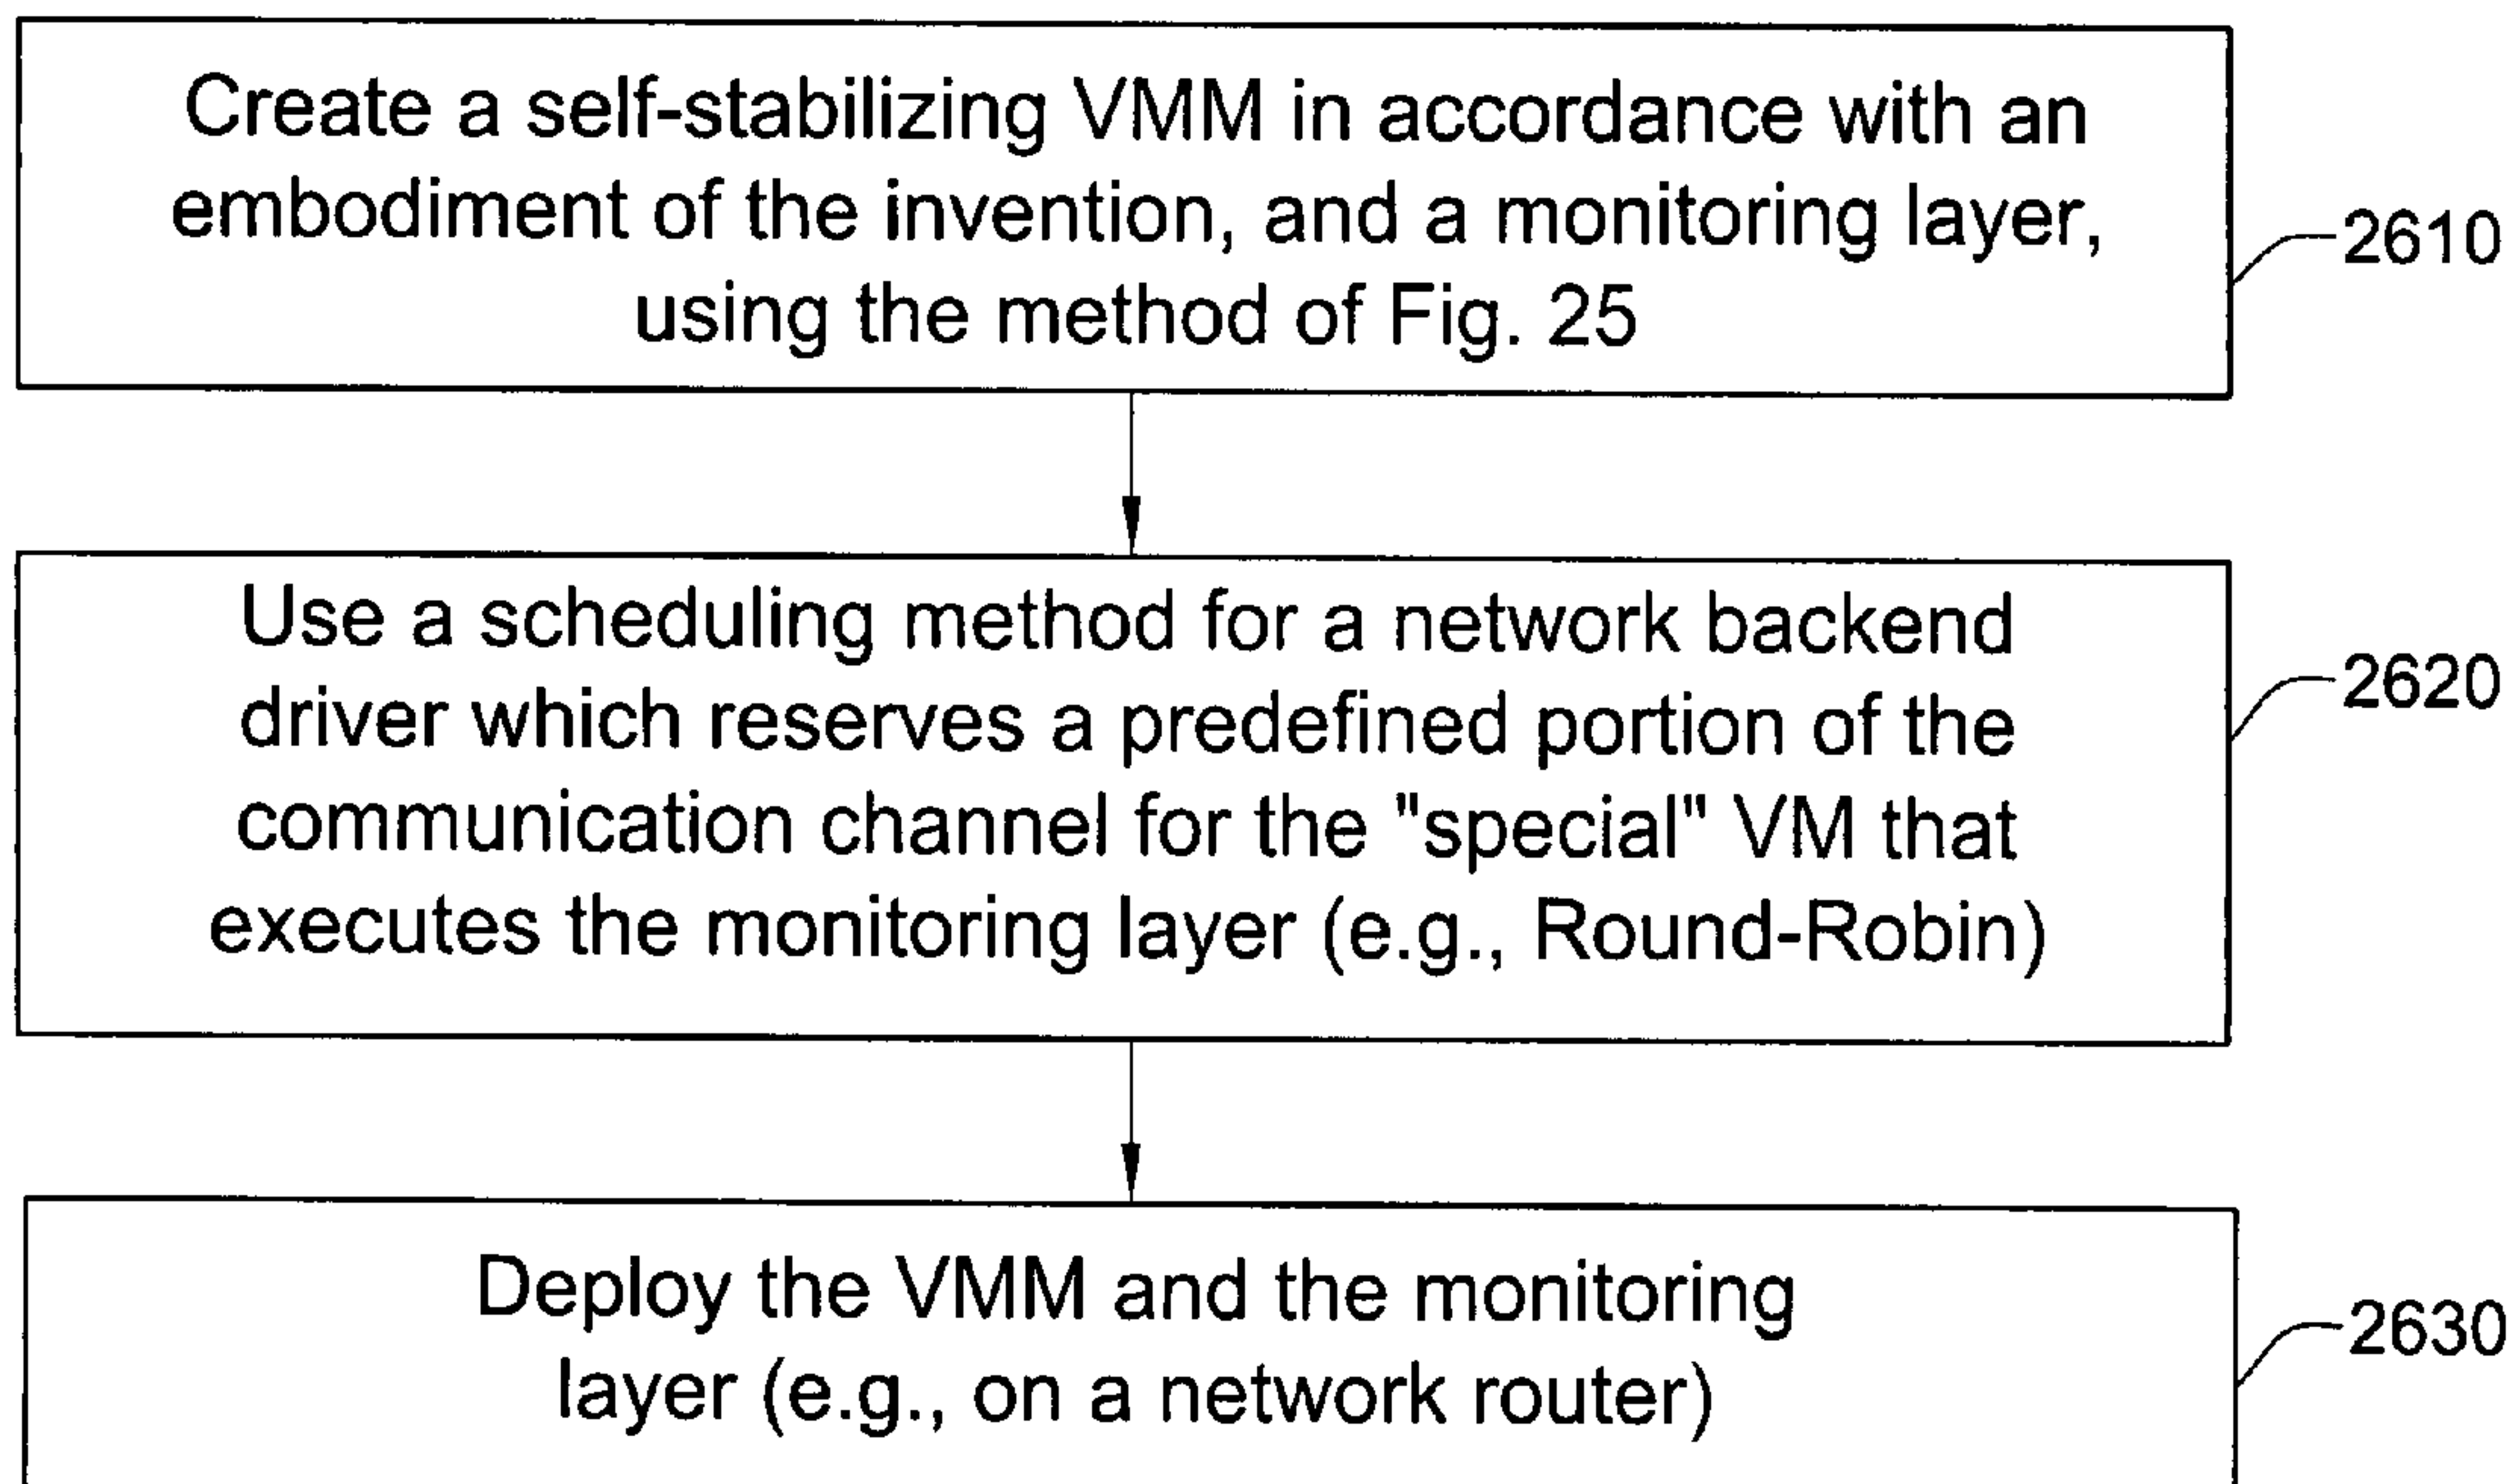 Create a self-stabilizing VMM in accordance with an
embodiment of the invention, and a monitoring layer,
using the method of Fig. 25
2610
Use a scheduling method for a network backend
driver which reserves a predefined portion of the
communication channel for the "special" VM that
executes the monitoring layer (e.g., Round-Robin)
2620
Deploy the VMM and the monitoring
layer (e.g., on a network router)
2630